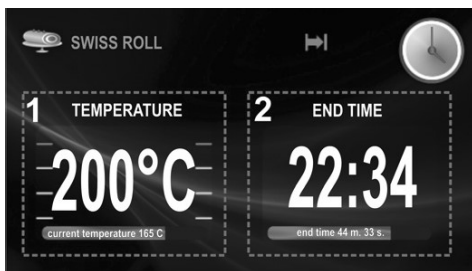 SWISS ROLL
1 TEMPERATURE
200°C
current temperature 165 C
2 END TIME
22:34
end time 44 m. 33 s.